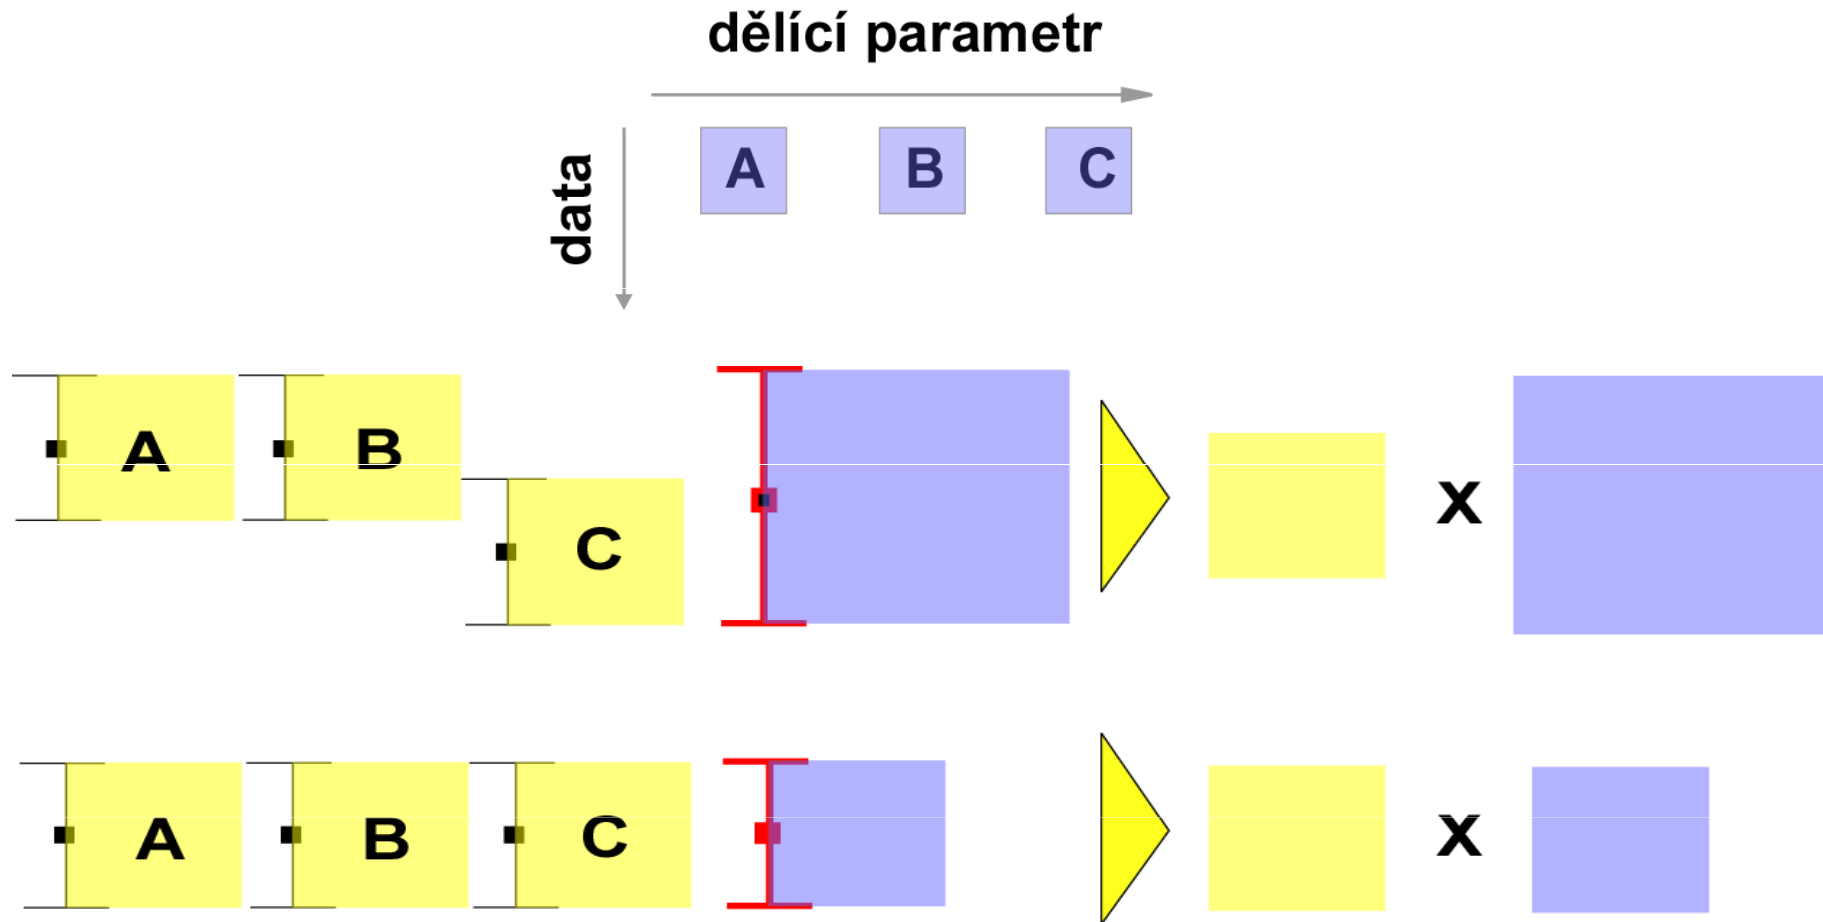 dělící parametr
data
A B C
A B
C
X
A B C
X